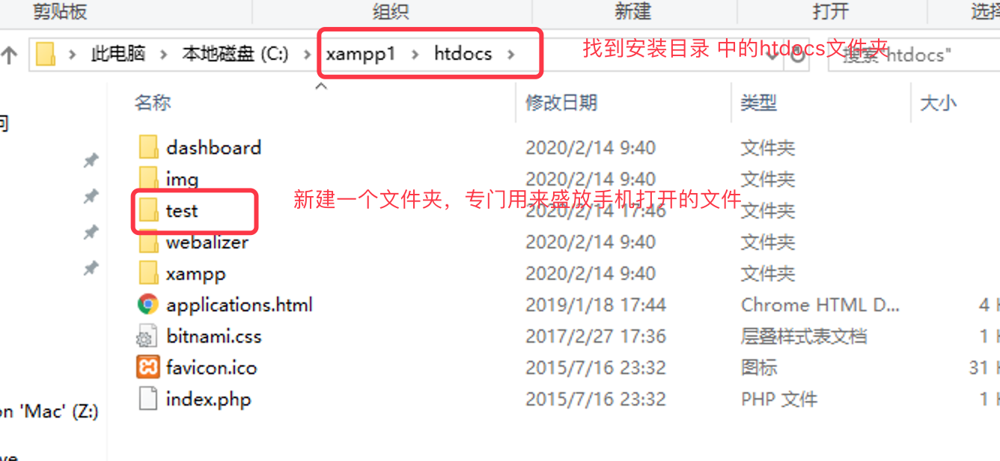 剪贴板 组织 新建 打开 选择
此电脑 › 本地磁盘 (C:) › xampp1 › htdocs ›
找到安装目录 中的htdocs文件夹
搜索"htdocs"
名称 修改日期 类型 大小
问
dashboard 2020/2/14 9:40 文件夹
img 2020/2/14 9:40 文件夹
新建一个文件夹，专门用来盛放手机打开的文件
test 2020/2/14 17:46 文件夹
webalizer 2020/2/14 9:40 文件夹
xampp 2020/2/14 9:40 文件夹
applications.html 2019/1/18 17:44 Chrome HTML D... 4 K
bitnami.css 2017/2/27 17:36 层叠样式表文档 1 K
favicon.ico 2015/7/16 23:32 图标 31 K
index.php 2015/7/16 23:32 PHP 文件 1 K
on 'Mac' (Z:)